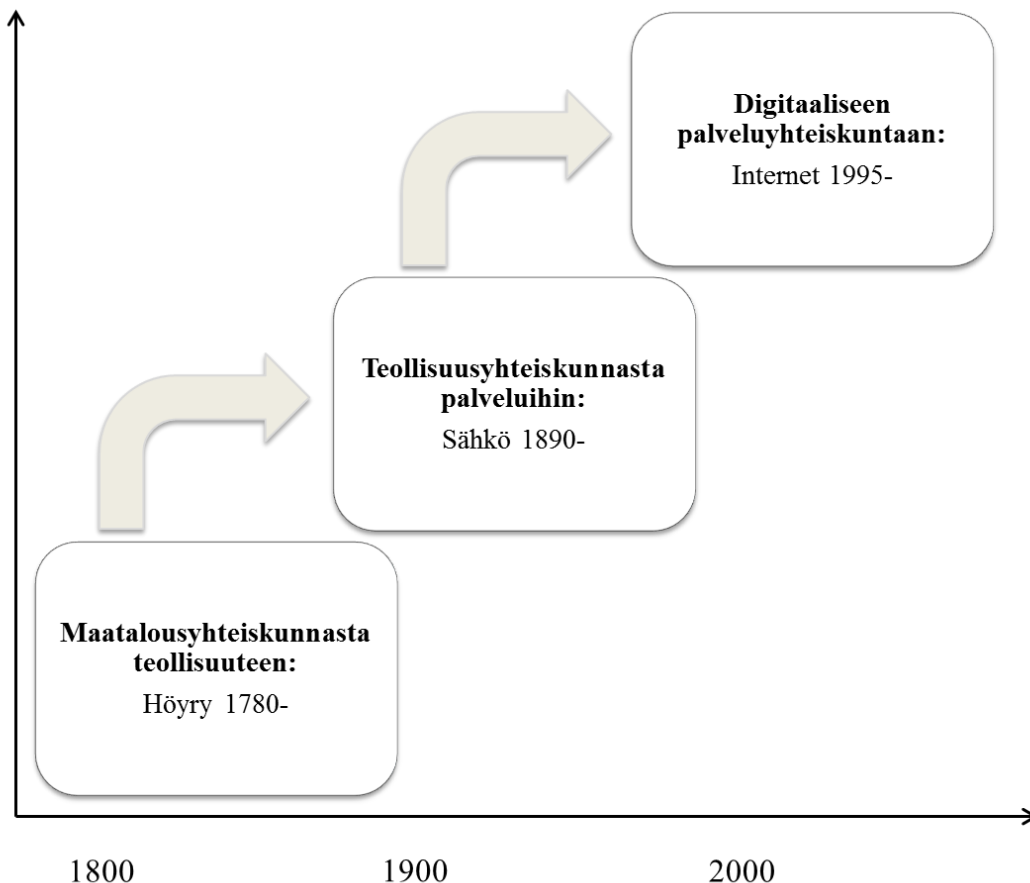 Digitaaliseen
palveluyhteiskuntaan:
Internet 1995-
Teollisuusyhteiskunnasta
palveluihin:
Sähkö 1890-
Maatalousyhteiskunnasta
teollisuuteen:
Höyry 1780-
1800 1900 2000